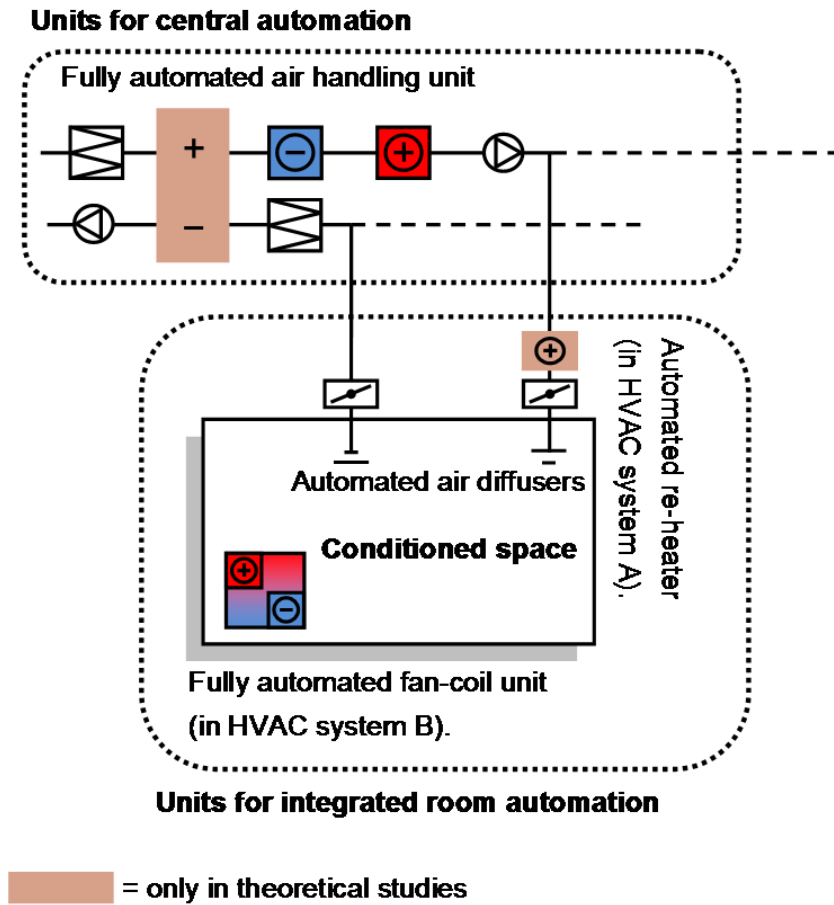 Units for central automation
Fully automated air handling unit
+
−
+
−
+
Automated re-heater
(in HVAC system A).
Automated air diffusers
Conditioned space
+
−
Fully automated fan-coil unit
(in HVAC system B).
Units for integrated room automation
= only in theoretical studies